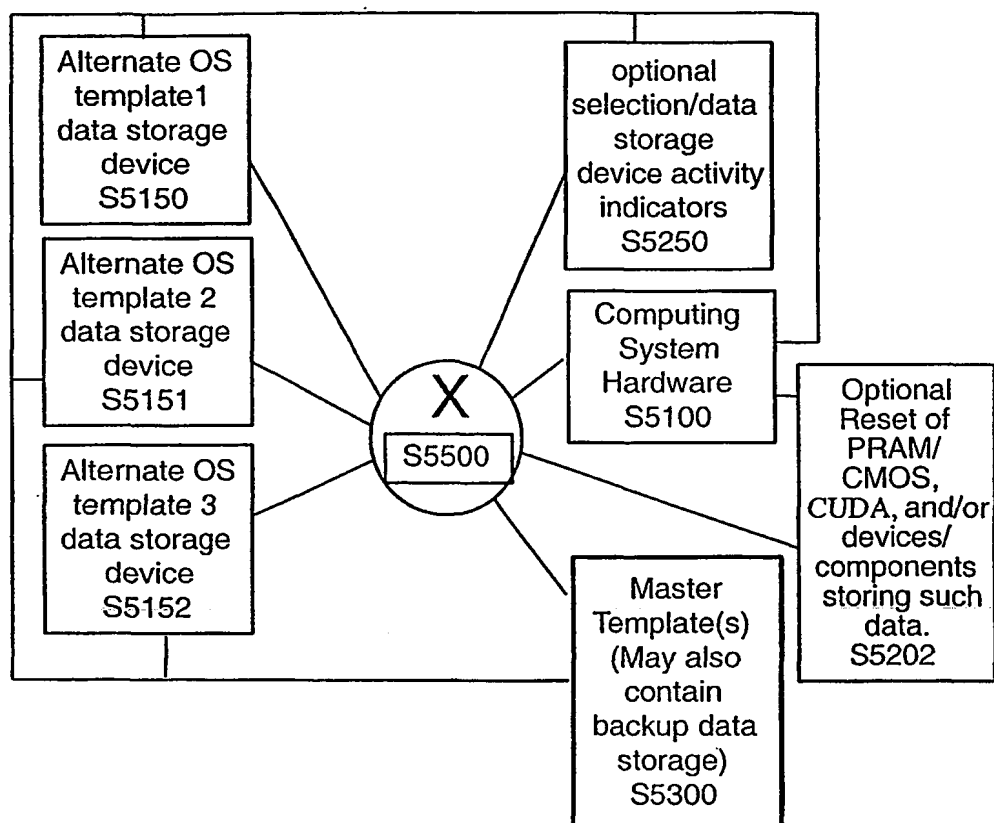 Alternate OS
template1
data storage
device
S5150
Alternate OS
template 2
data storage
device
S5151
Alternate OS
template 3
data storage
device
S5152
X
S5500
optional
selection/data
storage
device activity
indicators
S5250
Computing
System
Hardware
S5100
Optional
Reset of
PRAM/
CMOS,
CUDA, and/or
devices/
components
storing such
data.
S5202
Master
Template(s)
(May also
contain
backup data
storage)
S5300